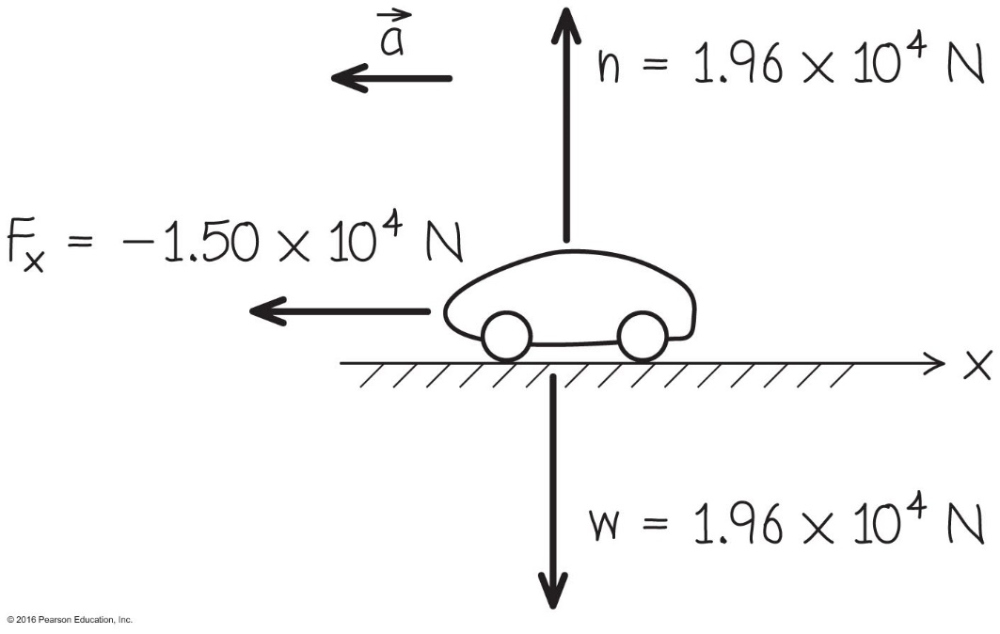 a⃗
n = 1.96 x 10⁴ N
Fₓ = −1.50 x 10⁴ N
x
w = 1.96 x 10⁴ N
© 2016 Pearson Education, Inc.